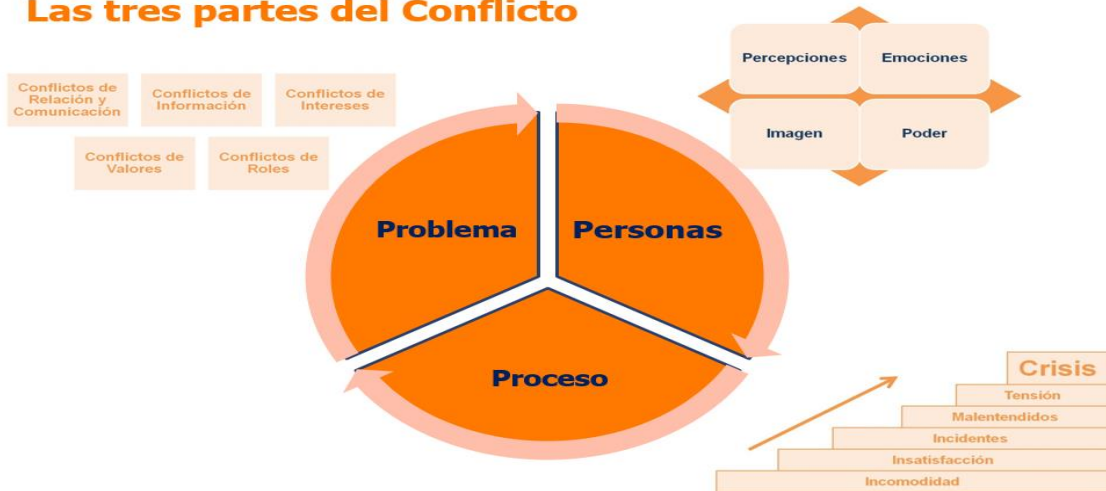 Las tres partes del Conflicto
Conflictos de
Relación y
Comunicación
Conflictos de
Información
Conflictos de
Intereses
Conflictos de
Valores
Conflictos de
Roles
Percepciones
Emociones
Imagen
Poder
Problema
Personas
Proceso
Crisis
Tensión
Malentendidos
Incidentes
Insatisfacción
Incomodidad